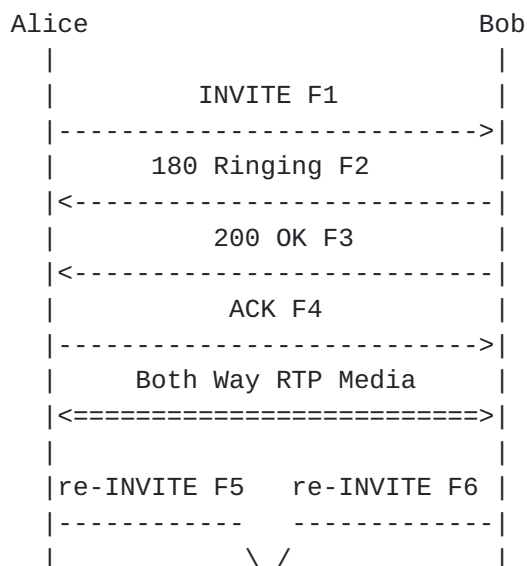 Alice                         Bob
  |                            |
  |         INVITE F1          |
  |--------------------------->|
  |      180 Ringing F2        |
  |<---------------------------|
  |          200 OK F3         |
  |<---------------------------|
  |           ACK F4           |
  |--------------------------->|
  |     Both Way RTP Media     |
  |<==========================>|
  |                            |
  |re-INVITE F5   re-INVITE F6 |
  |------------   -------------|
  |            \ /             |